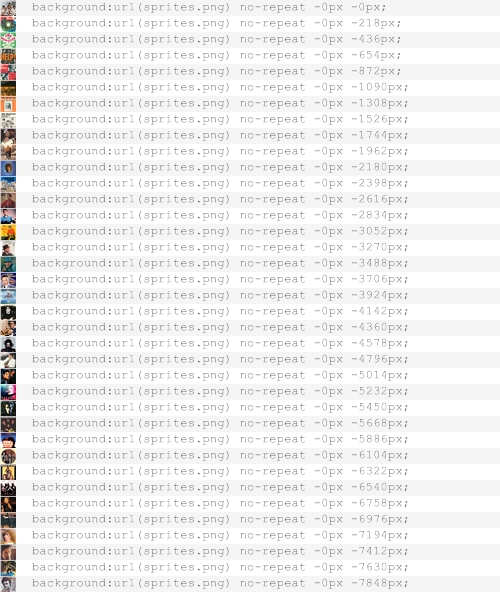 background:url(sprites.png) no-repeat -0px -0px;
background:url(sprites.png) no-repeat -0px -218px;
background:url(sprites.png) no-repeat -0px -436px;
background:url(sprites.png) no-repeat -0px -654px;
background:url(sprites.png) no-repeat -0px -872px;
background:url(sprites.png) no-repeat -0px -1090px;
background:url(sprites.png) no-repeat -0px -1308px;
background:url(sprites.png) no-repeat -0px -1526px;
background:url(sprites.png) no-repeat -0px -1744px;
background:url(sprites.png) no-repeat -0px -1962px;
background:url(sprites.png) no-repeat -0px -2180px;
background:url(sprites.png) no-repeat -0px -2398px;
background:url(sprites.png) no-repeat -0px -2616px;
background:url(sprites.png) no-repeat -0px -2834px;
background:url(sprites.png) no-repeat -0px -3052px;
background:url(sprites.png) no-repeat -0px -3270px;
background:url(sprites.png) no-repeat -0px -3488px;
background:url(sprites.png) no-repeat -0px -3706px;
background:url(sprites.png) no-repeat -0px -3924px;
background:url(sprites.png) no-repeat -0px -4142px;
background:url(sprites.png) no-repeat -0px -4360px;
background:url(sprites.png) no-repeat -0px -4578px;
background:url(sprites.png) no-repeat -0px -4796px;
background:url(sprites.png) no-repeat -0px -5014px;
background:url(sprites.png) no-repeat -0px -5232px;
background:url(sprites.png) no-repeat -0px -5450px;
background:url(sprites.png) no-repeat -0px -5668px;
background:url(sprites.png) no-repeat -0px -5886px;
background:url(sprites.png) no-repeat -0px -6104px;
background:url(sprites.png) no-repeat -0px -6322px;
background:url(sprites.png) no-repeat -0px -6540px;
background:url(sprites.png) no-repeat -0px -6758px;
background:url(sprites.png) no-repeat -0px -6976px;
background:url(sprites.png) no-repeat -0px -7194px;
background:url(sprites.png) no-repeat -0px -7412px;
background:url(sprites.png) no-repeat -0px -7630px;
background:url(sprites.png) no-repeat -0px -7848px;